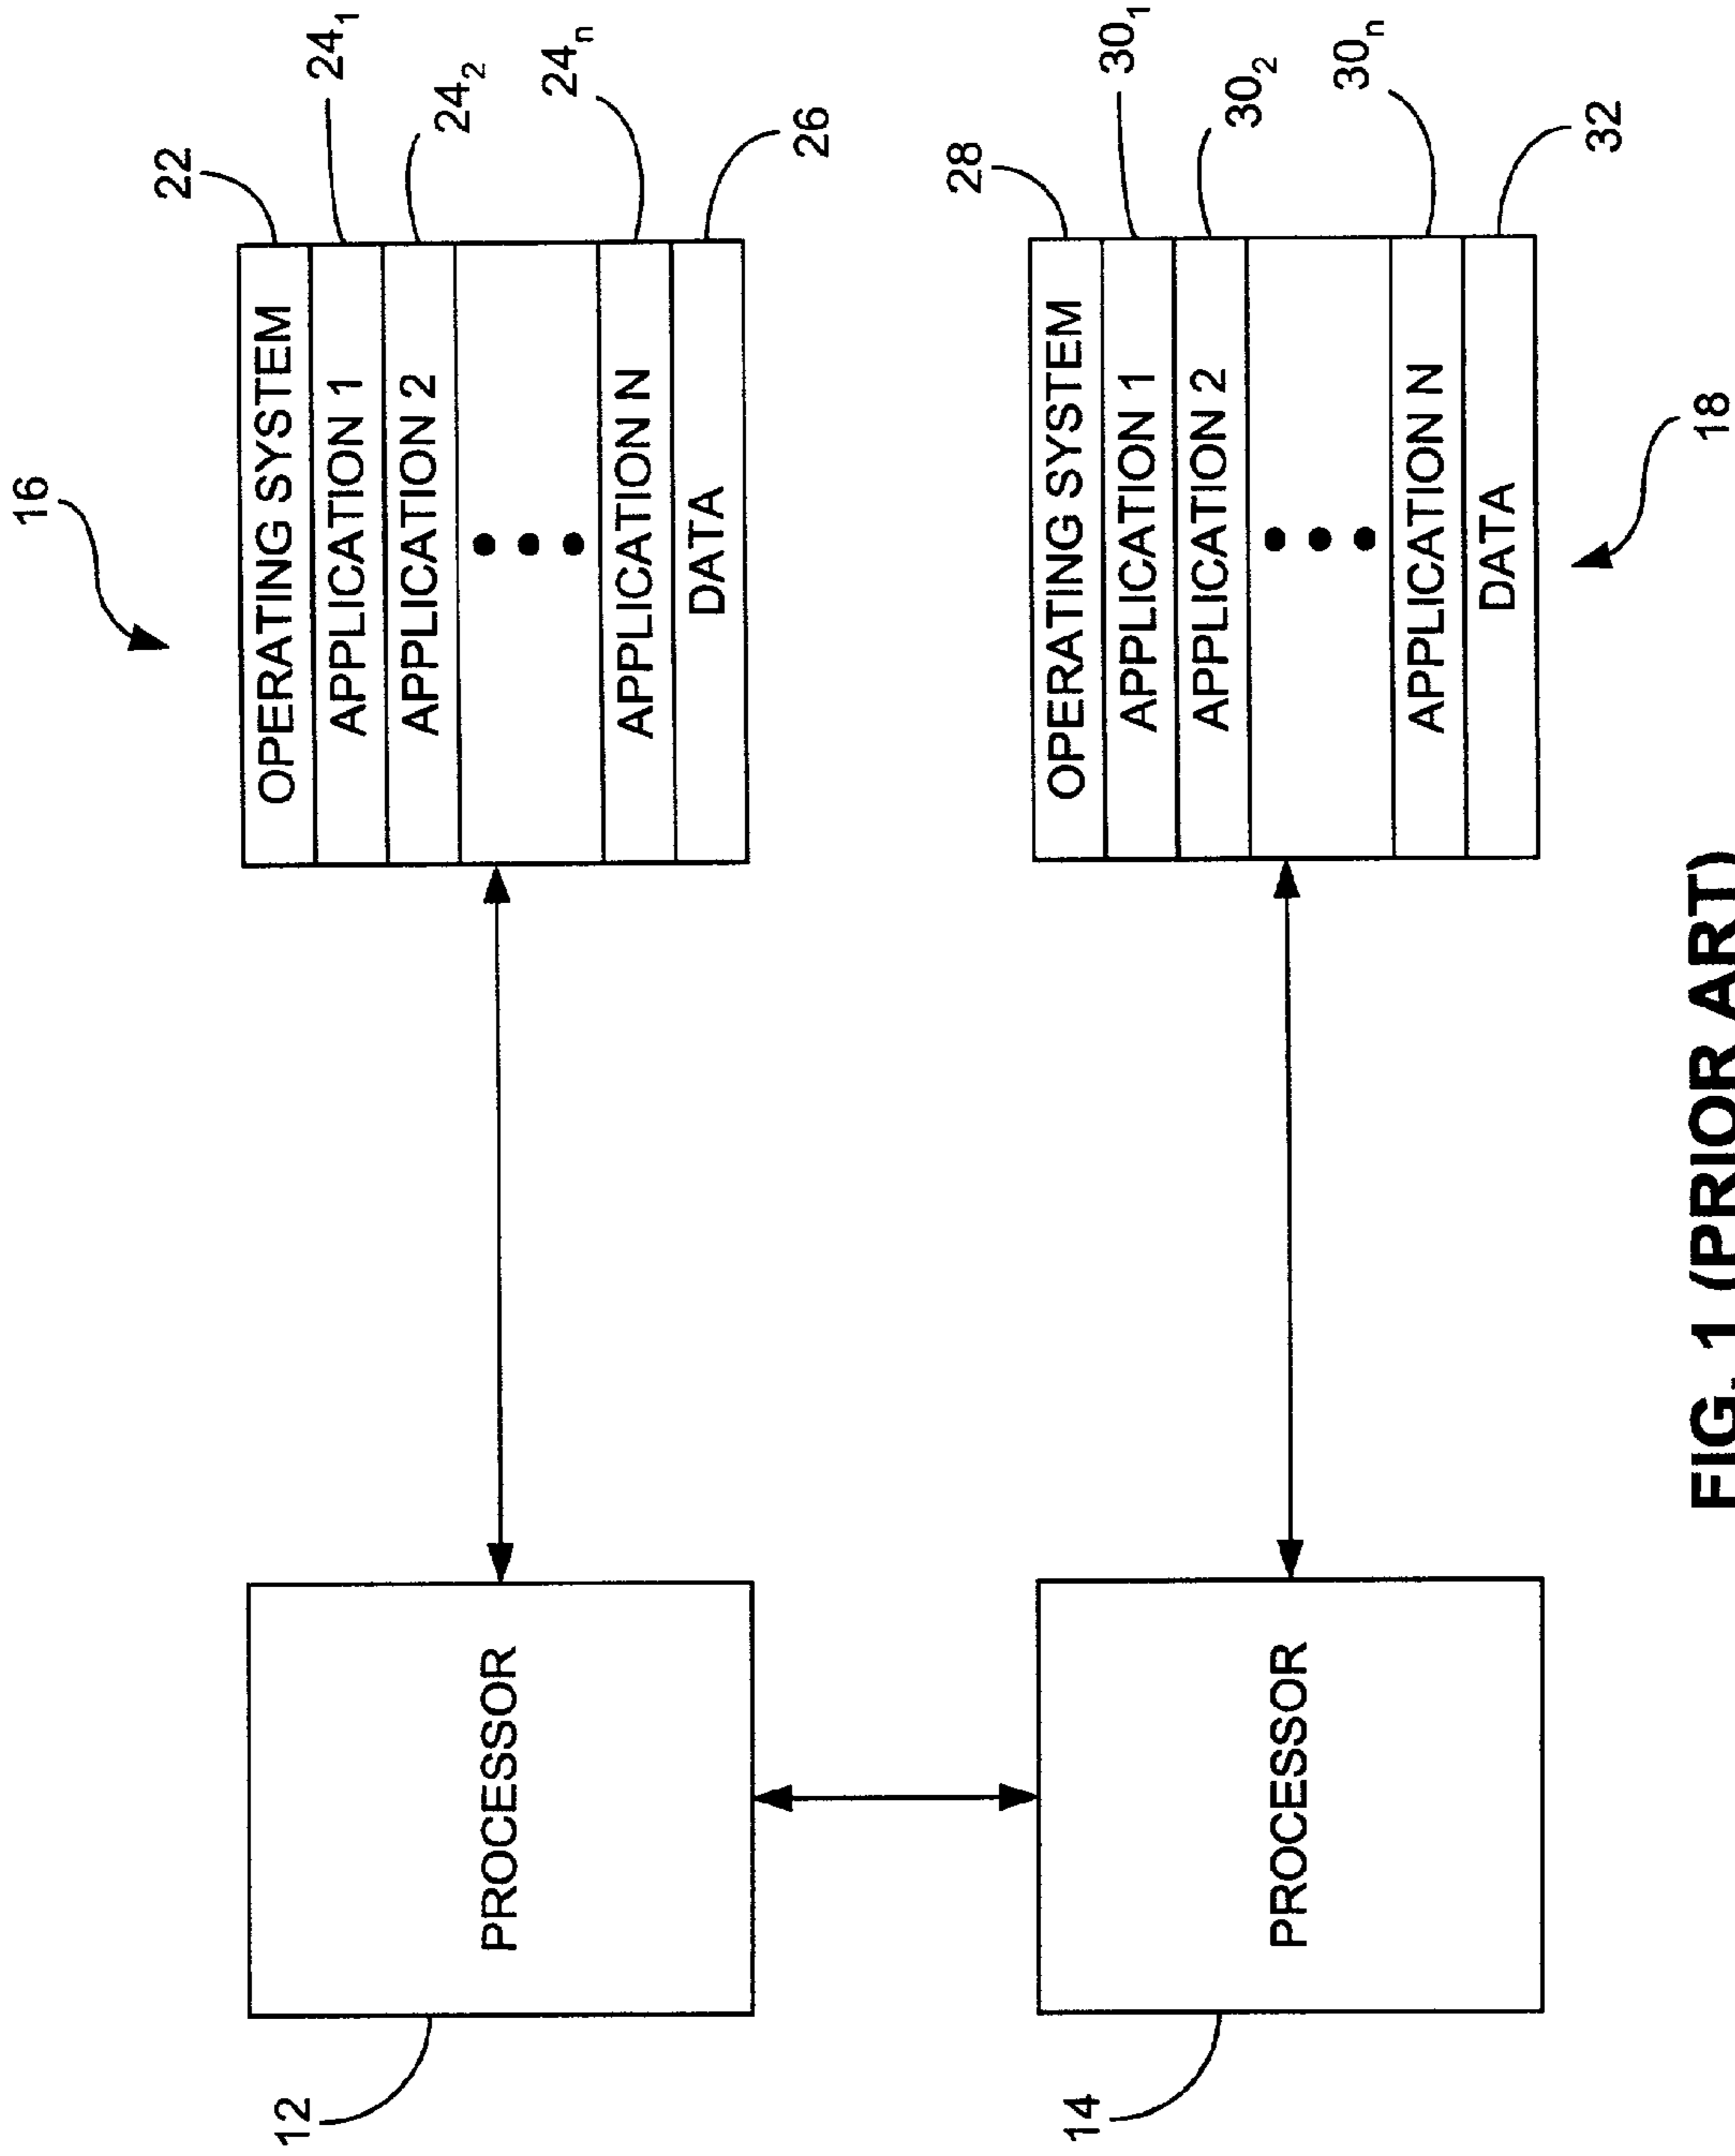 16
22
OPERATING SYSTEM
24₁
APPLICATION 1
24₂
APPLICATION 2
24ₙ
APPLICATION N
26
DATA
12
PROCESSOR
28
OPERATING SYSTEM
30₁
APPLICATION 1
30₂
APPLICATION 2
30ₙ
APPLICATION N
32
DATA
18
14
PROCESSOR
FIG. 1 (PRIOR ART)